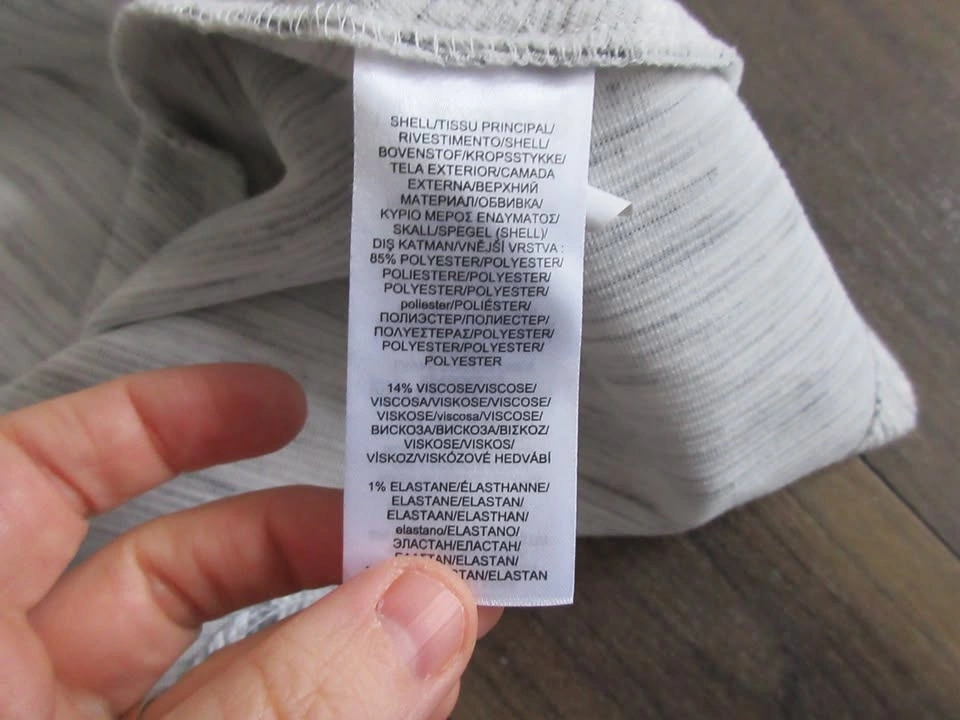 SHELL/TISSU PRINCIPAL/
RIVESTIMENTO/SHELL/
BOVENSTOF/KROPSSTYKKE/
TELA EXTERIOR/CAMADA
EXTERNA/ВЕРХНИЙ
МАТЕРИАЛ/ОБВИВКА/
ΚΥΡΙΟ ΜΕΡΟΣ ΕΝΔΥΜΑΤΟΣ/
SKALL/SPEGEL (SHELL)/
DIŞ KATMAN/VNĚJŠÍ VRSTVA :
85% POLYESTER/POLYESTER/
POLIESTERE/POLYESTER/
POLYESTER/POLYESTER/
poliester/POLIÉSTER/
ПОЛИЭСТЕР/ПОЛИЕСТЕР/
ΠΟΛΥΕΣΤΕΡΑΣ/POLYESTER/
POLYESTER/POLYESTER/
POLYESTER
14% VISCOSE/VISCOSE/
VISCOSA/VISKOSE/VISCOSE/
VISKOSE/viscosa/VISCOSE/
ВИСКОЗА/ВИСКОЗА/ΒΙΣΚΟΖ/
VISKOSE/VISKOS/
VİSKOZ/VISKÓZOVÉ HEDVÁBÍ
1% ELASTANE/ÉLASTHANNE/
ELASTANE/ELASTAN/
ELASTAAN/ELASTHAN/
elastano/ELASTANO/
ЭЛАСТАН/ЕЛАСТАН/
/ELASTAN/
/ELASTAN